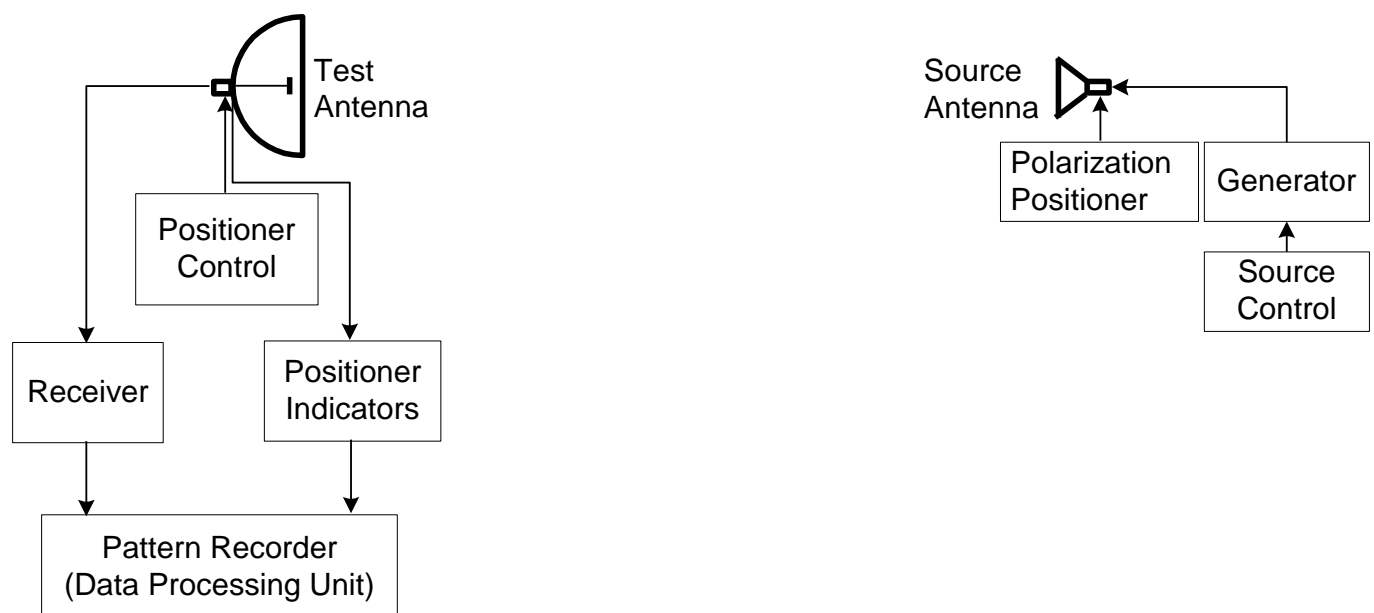 Test
Antenna
Source
Antenna
Polarization
Positioner
Generator
Positioner
Control
Source
Control
Receiver
Positioner
Indicators
Pattern Recorder
(Data Processing Unit)